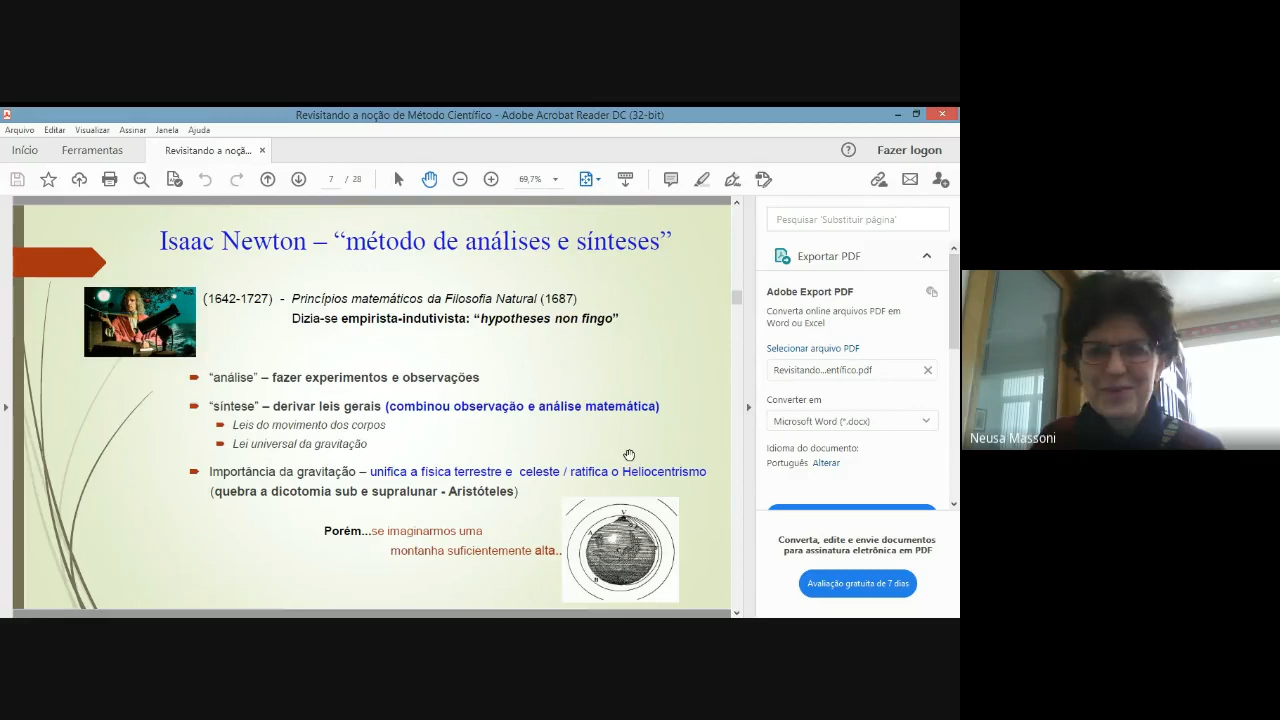 Revisitando a noção de Método Científico - Adobe Acrobat Reader DC (32-bit)
Arquivo Editar Visualizar Assinar Janela Ajuda
Início Ferramentas Revisitando a noçã... × Fazer logon
7 / 28 69,7%
Isaac Newton – “método de análises e sínteses”
(1642-1727) - Princípios matemáticos da Filosofia Natural (1687)
Dizia-se empirista-indutivista: “hypotheses non fingo”
“análise” – fazer experimentos e observações
“síntese” – derivar leis gerais (combinou observação e análise matemática)
Leis do movimento dos corpos
Lei universal da gravitação
Importância da gravitação – unifica a física terrestre e celeste / ratifica o Heliocentrismo
(quebra a dicotomia sub e supralunar - Aristóteles)
Porém...se imaginarmos uma
montanha suficientemente alta..
Pesquisar 'Substituir página'
Exportar PDF
Adobe Export PDF
Converta online arquivos PDF em
Word ou Excel
Selecionar arquivo PDF
Revisitando...entífico.pdf
Converter em
Microsoft Word (*.docx)
Idioma do documento:
Português Alterar
Converta, edite e envie documentos
para assinatura eletrônica em PDF
Avaliação gratuita de 7 dias
Neusa Massoni